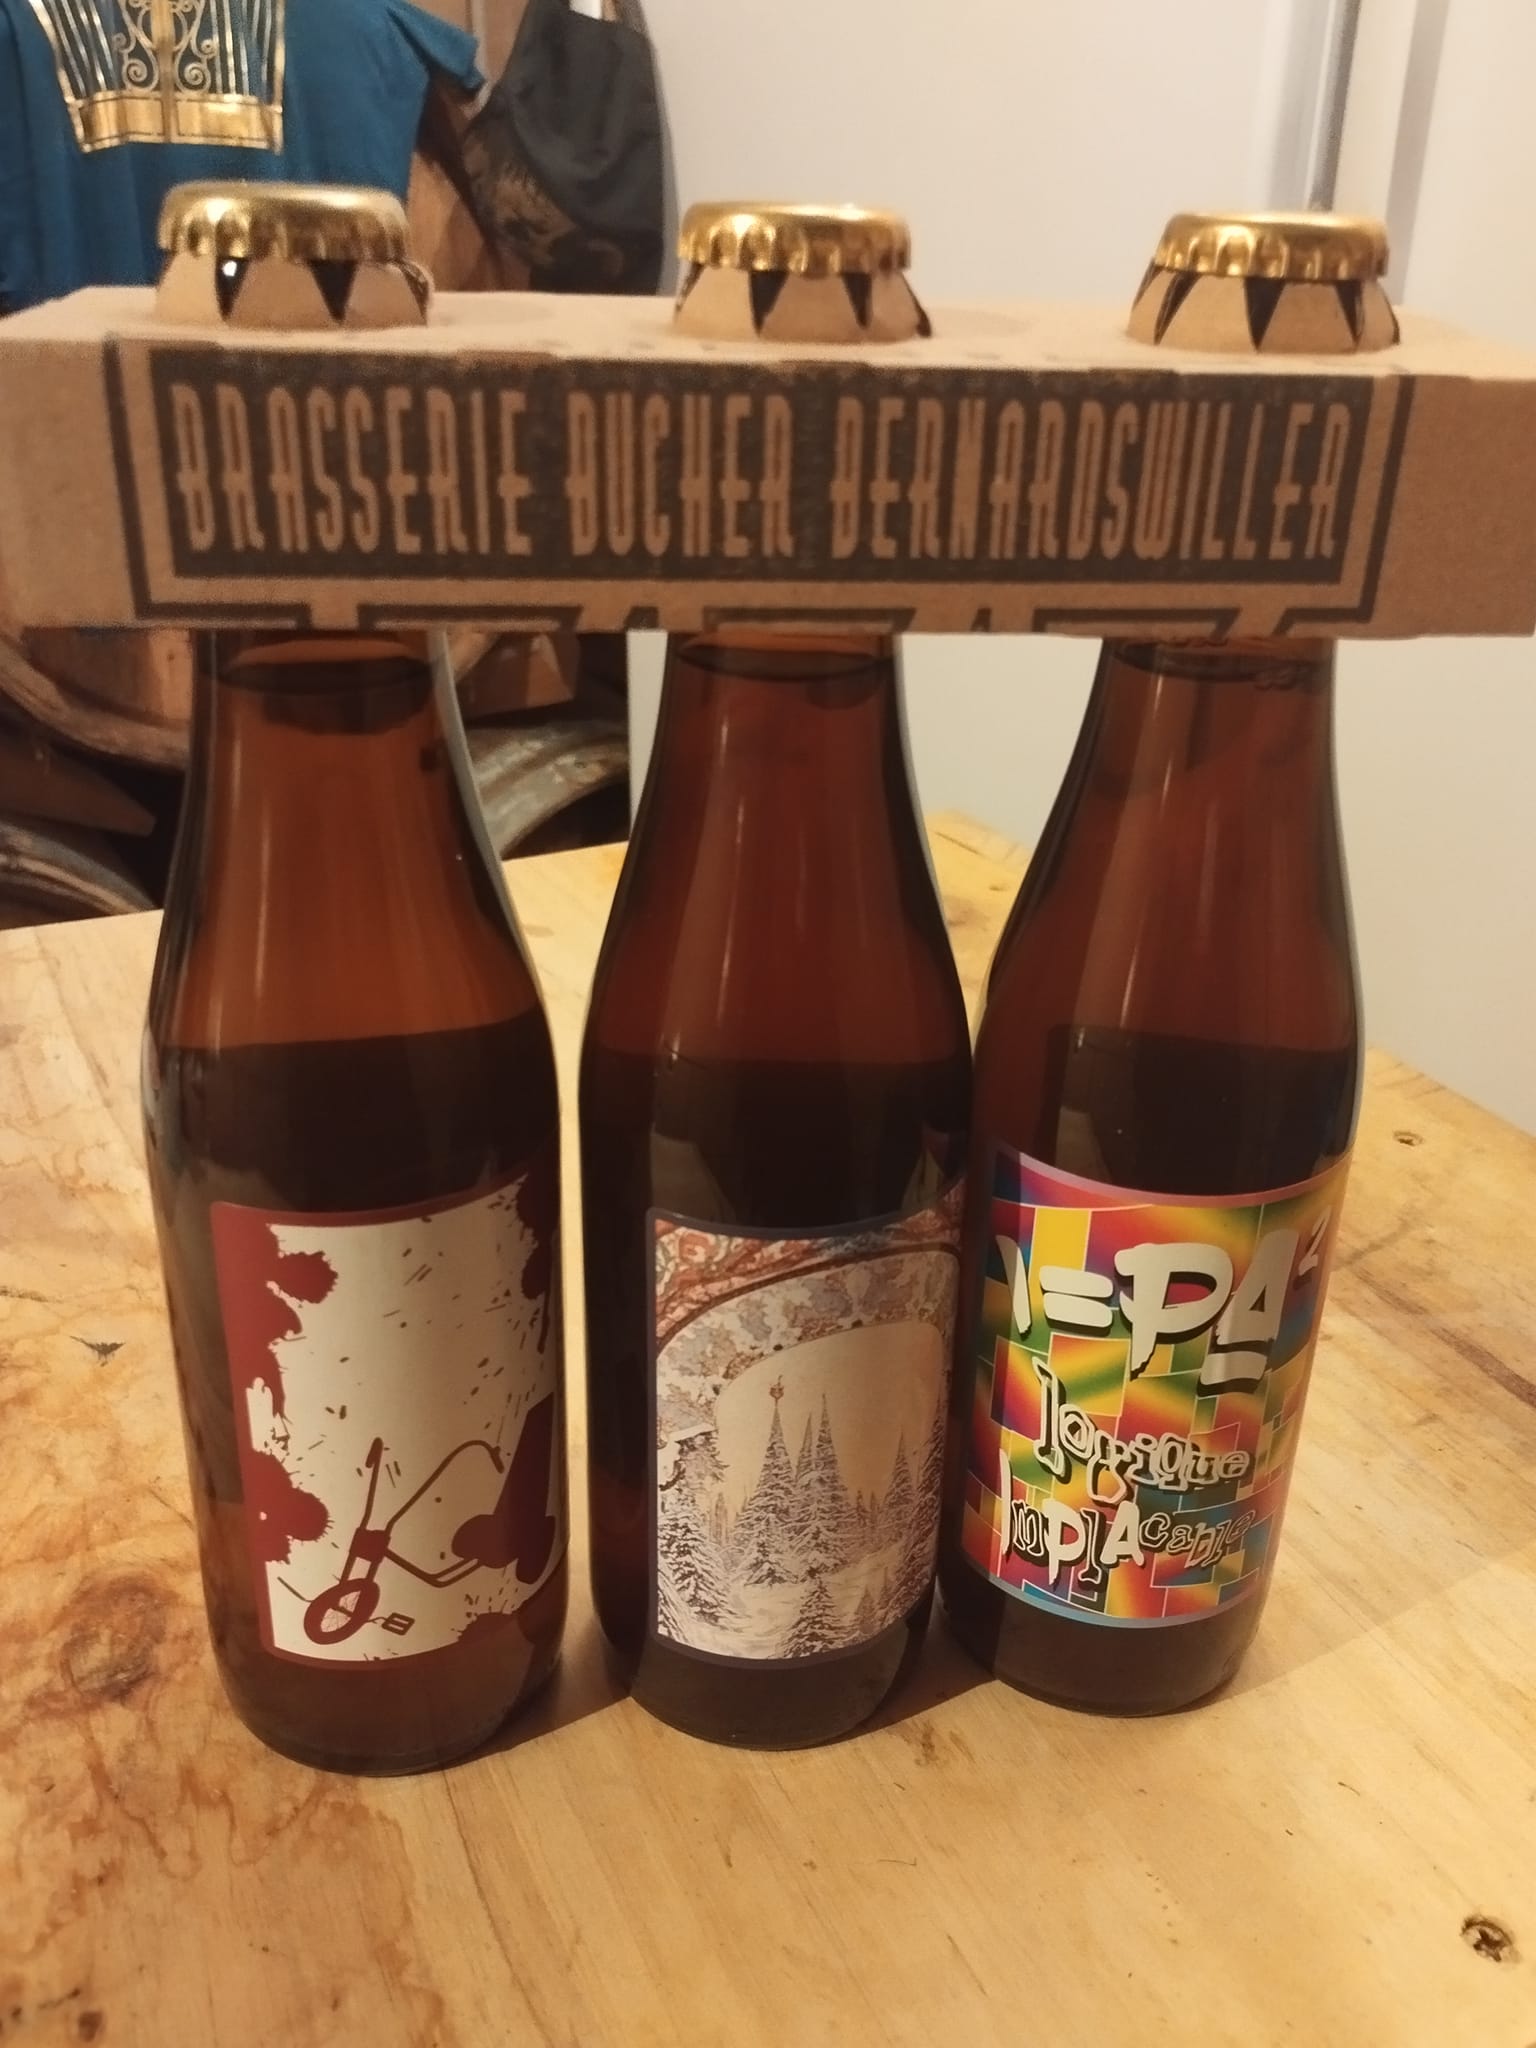 BRASSERIE BUCHER BERNARDSWILLER
I=PA²
logique
ImplAcable